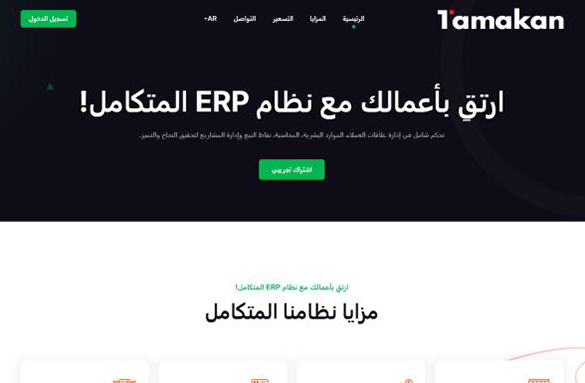 Tamakan
الرئيسية
المزايا
التسعير
التواصل
AR
تسجيل الدخول
ارتقِ بأعمالك مع نظام ERP المتكامل!
تحكم شامل في إدارة علاقات العملاء، الموارد البشرية، المحاسبة، نقاط البيع وإدارة المشاريع لتحقيق النجاح والتميز.
اشتراك تجريبي
ارتقِ بأعمالك مع نظام ERP المتكامل!
مزايا نظامنا المتكامل